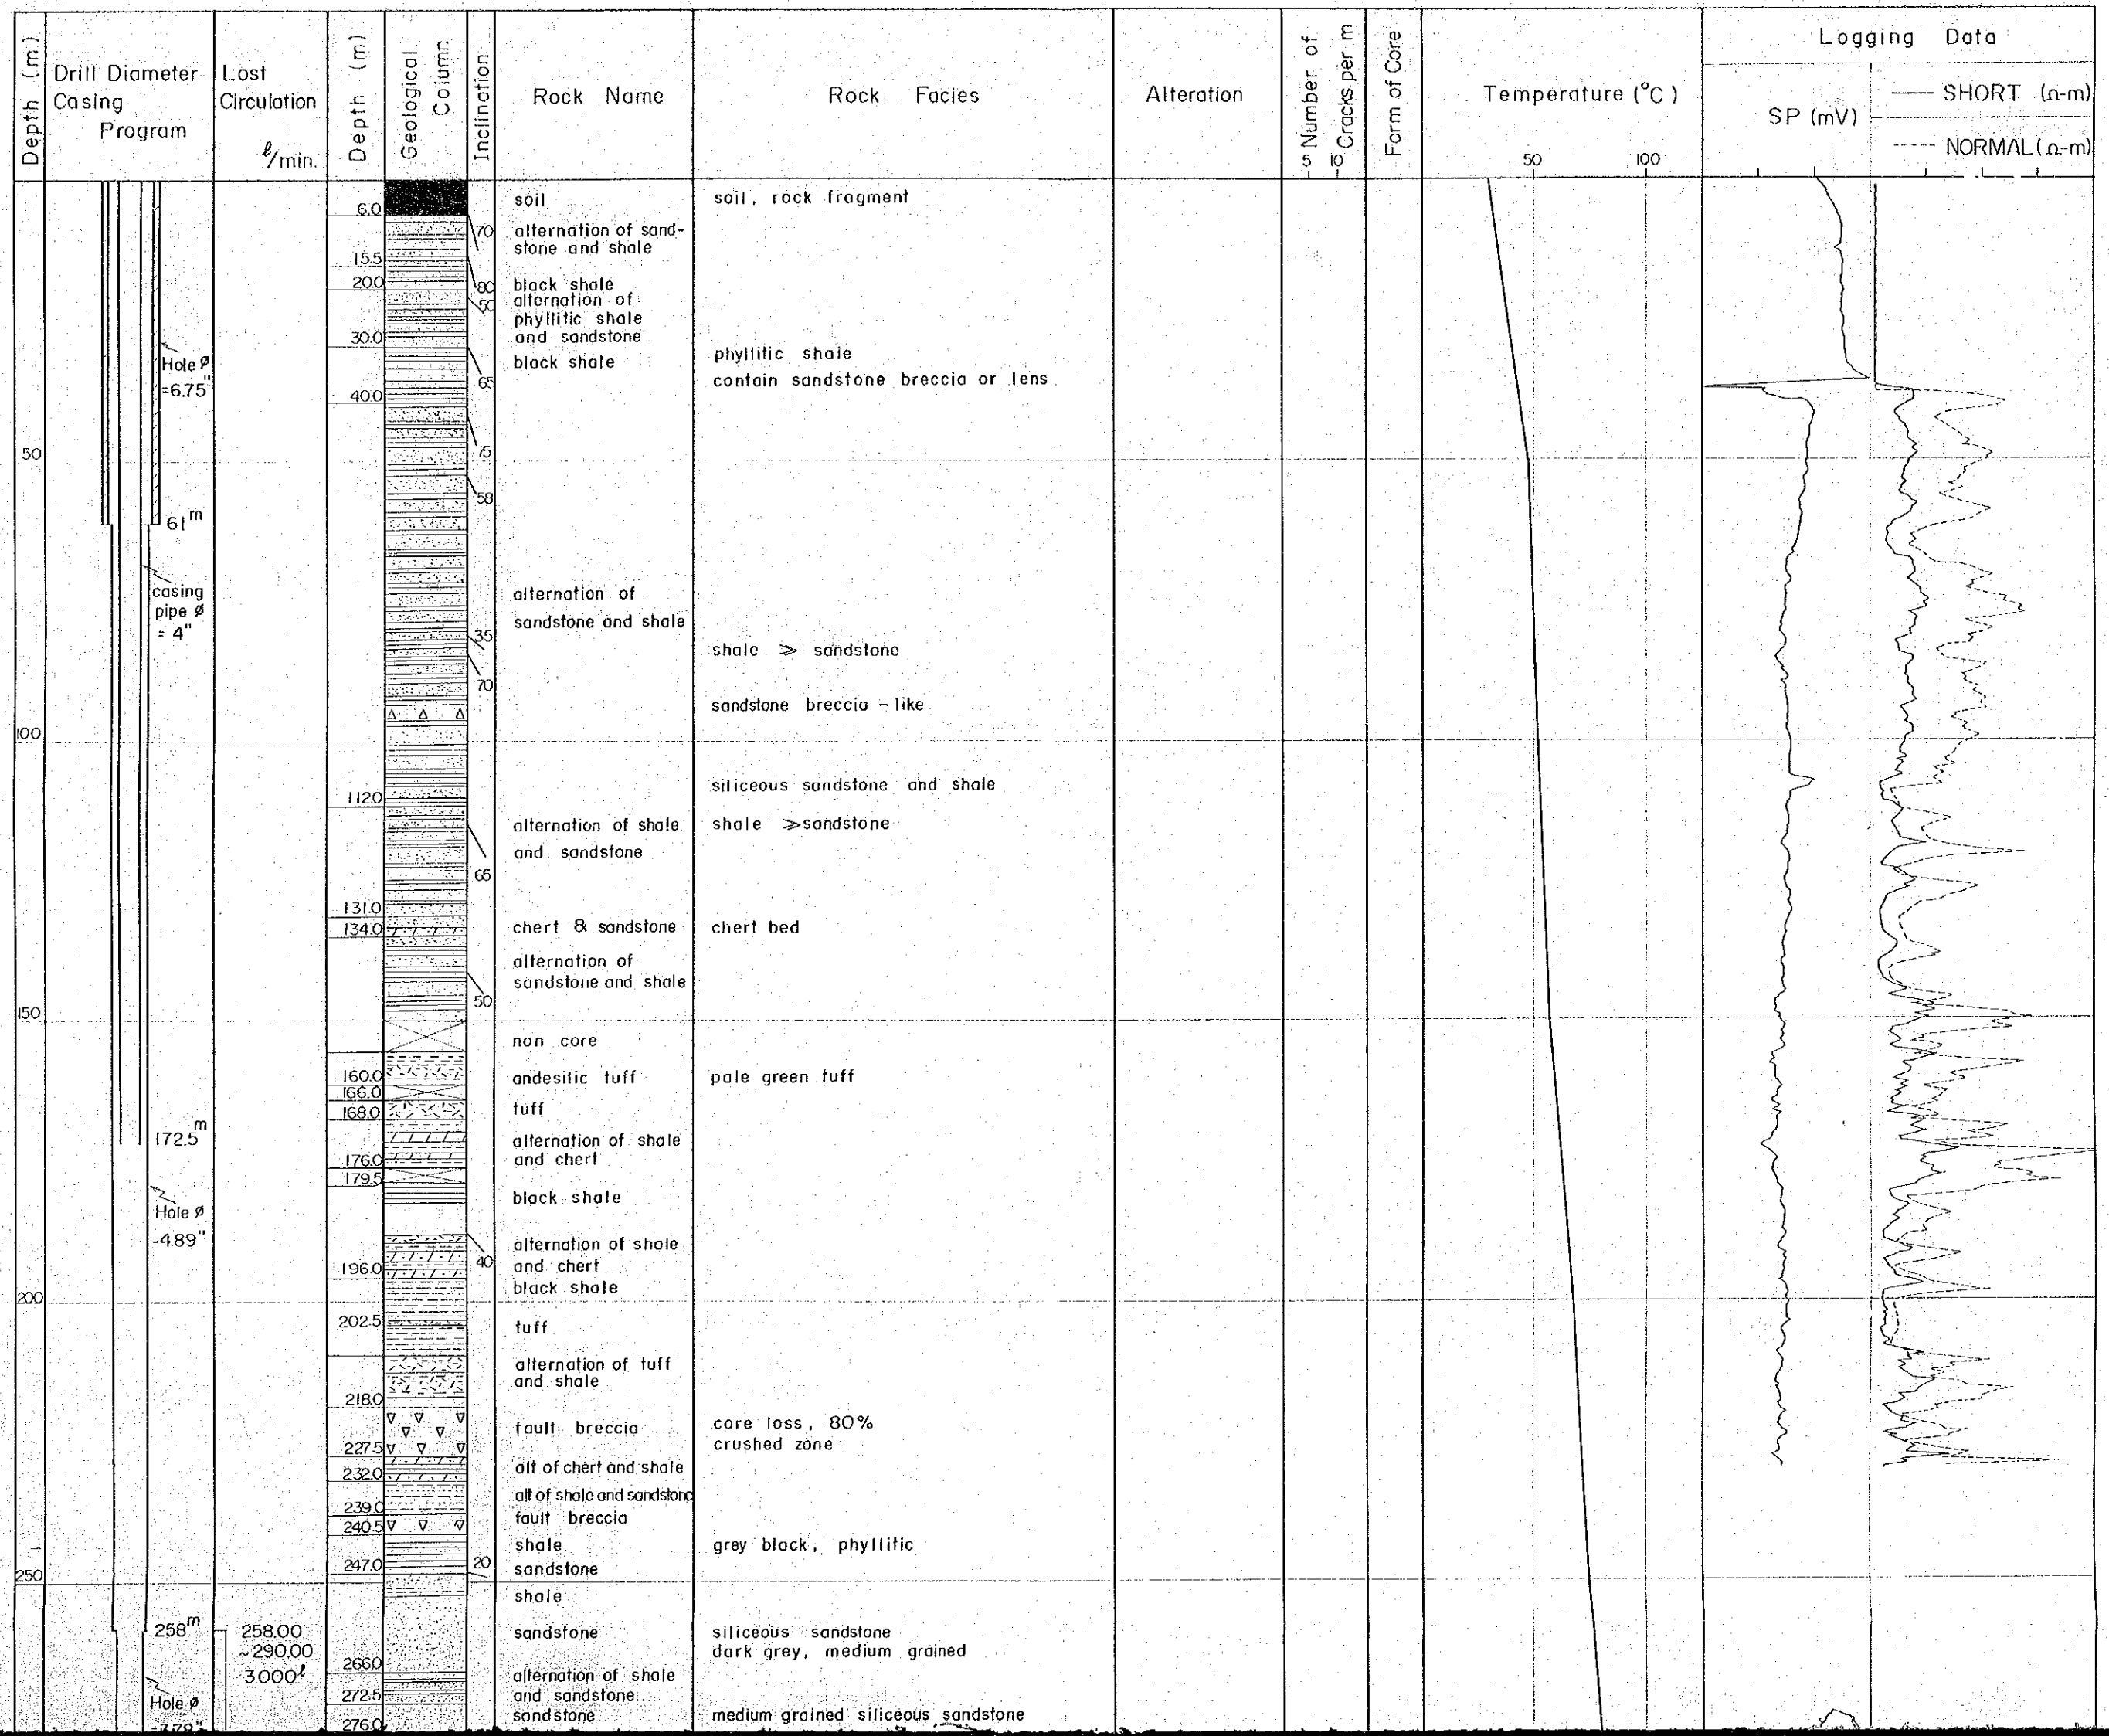 Depth (m)
Drill Diameter
Casing
Program
Lost
Circulation
ℓ/min.
Depth (m)
Geological
Column
Inclination
Rock Name
Rock Facies
Alteration
Number of
Cracks per m
5 10
Form of Core
Temperature (°C)
50 100
Logging Data
SP (mV)
SHORT (Ω-m)
NORMAL (Ω-m)
soil
soil, rock fragment
6.0
70
alternation of sand-
stone and shale
15.5
20.0
80
black shale
50
alternation of
phyllitic shale
and sandstone
30.0
Hole ø
=6.75"
black shale
phyllitic shale
contain sandstone breccia or lens
65
40.0
50
75
58
61m
casing
pipe ø
= 4"
alternation of
sandstone and shale
35
shale ≫ sandstone
70
sandstone breccia - like
100
siliceous sandstone and shale
112.0
alternation of shale
and sandstone
shale ≫ sandstone
65
131.0
134.0
chert & sandstone
chert bed
alternation of
sandstone and shale
50
150
non core
160.0
andesitic tuff
pale green tuff
166.0
168.0
tuff
172.5m
alternation of shale
and chert
176.0
179.5
black shale
Hole ø
=4.89"
alternation of shale
and chert
40
196.0
black shale
200
202.5
tuff
alternation of tuff
and shale
218.0
fault breccia
core loss, 80%
crushed zone
227.5
alt of chert and shale
232.0
alt of shale and sandstone
239.0
fault breccia
240.5
shale
grey black, phyllitic
247.0
20
sandstone
250
shale
258m
258.00
~290.00
3000ℓ
sandstone
siliceous sandstone
dark grey, medium grained
266.0
alternation of shale
and sandstone
272.5
Hole ø
sandstone
medium grained siliceous sandstone
276.0